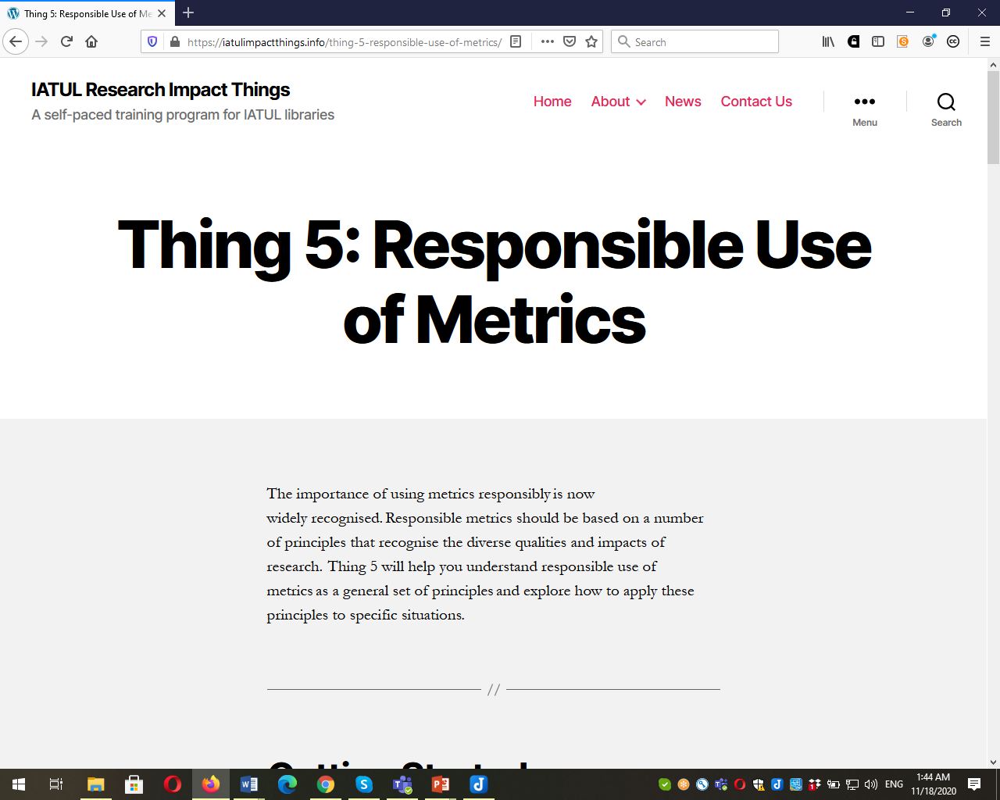 Thing 5: Responsible Use of Me
https://iatulimpactthings.info/thing-5-responsible-use-of-metrics/
Search
IATUL Research Impact Things
A self-paced training program for IATUL libraries
Home About News Contact Us
Menu
Search
Thing 5: Responsible Use
of Metrics
The importance of using metrics responsibly is now
widely recognised. Responsible metrics should be based on a number
of principles that recognise the diverse qualities and impacts of
research. Thing 5 will help you understand responsible use of
metrics as a general set of principles and explore how to apply these
principles to specific situations.
//
Getting Started
ENG
1:44 AM
11/18/2020